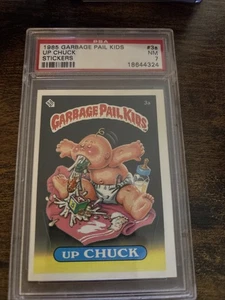 1985 GARBAGE PAIL KIDS #3a
UP CHUCK NM
STICKERS 7
18644324
3a
GARBAGE PAIL KIDS
UP CHUCK